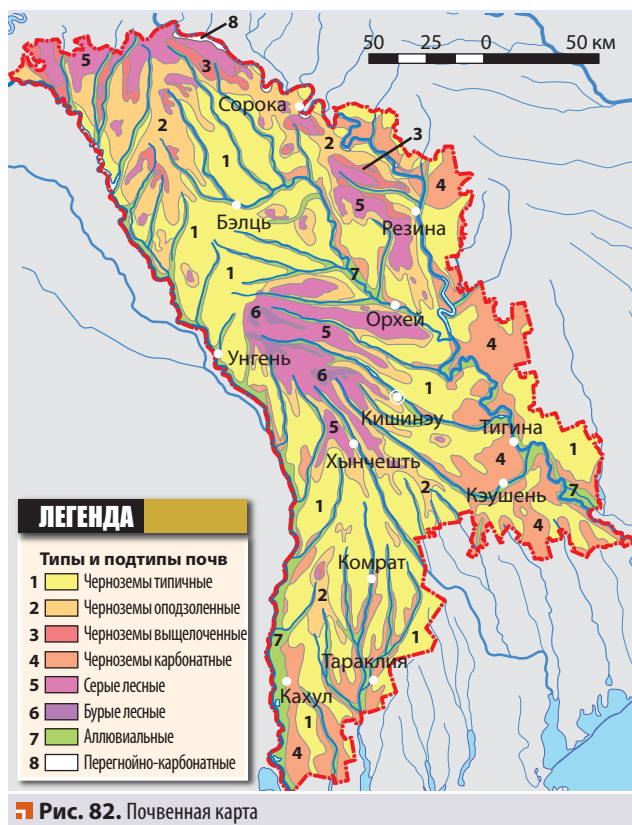 8
50 25 0 50 км
5
3
Сорока
2
2
3
1
4
5
Бэлць
Резина
1
1
7
6
Орхей
4
5
Унгень
6
1
Кишинэу
Тигина
5
4
1
Хынчешть
Кэушень
7
2
1
4
ЛЕГЕНДА
Типы и подтипы почв
1 Черноземы типичные
2 Черноземы оподзоленные
3 Черноземы выщелоченные
4 Черноземы карбонатные
5 Серые лесные
6 Бурые лесные
7 Аллювиальные
8 Перегнойно-карбонатные
Комрат
2
7
1
Тараклия
Кахул
1
4
Рис. 82. Почвенная карта